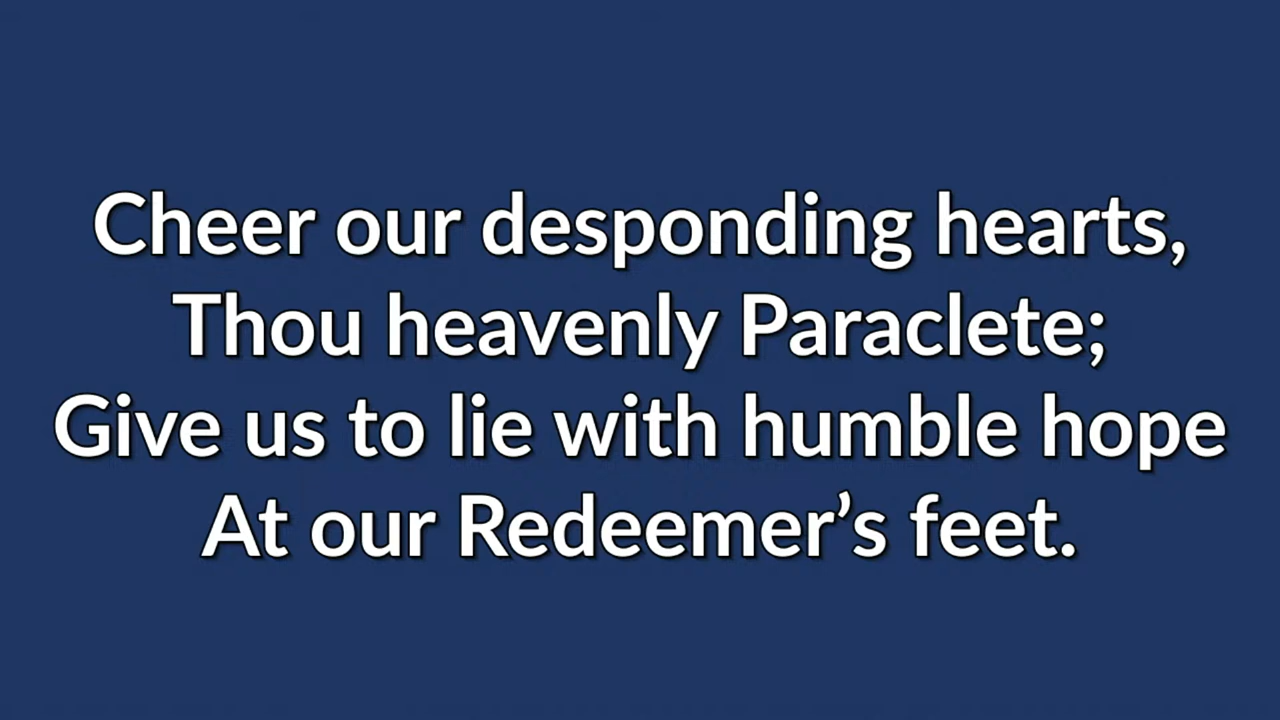 Cheer our desponding hearts,
Thou heavenly Paraclete;
Give us to lie with humble hope
At our Redeemer’s feet.